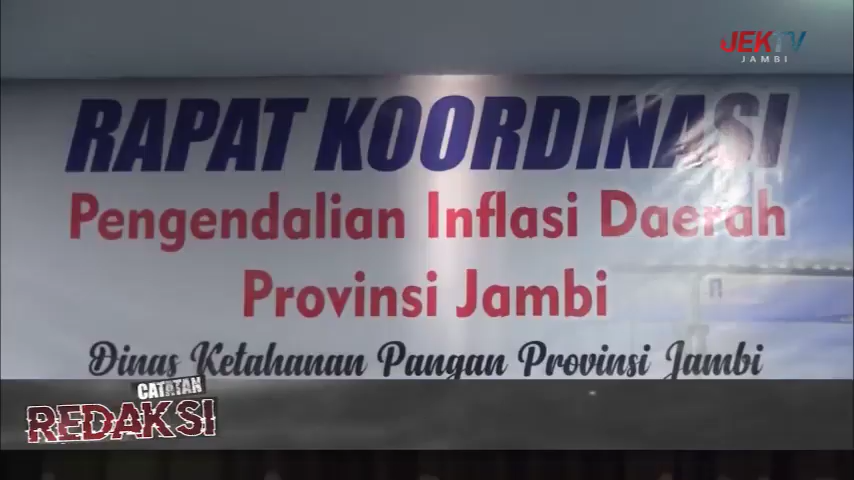 JEKTV
JAMBI
RAPAT KOORDINASI
Pengendalian Inflasi Daerah
Provinsi Jambi
Dinas Ketahanan Pangan Provinsi Jambi
CATATAN
REDAKSI